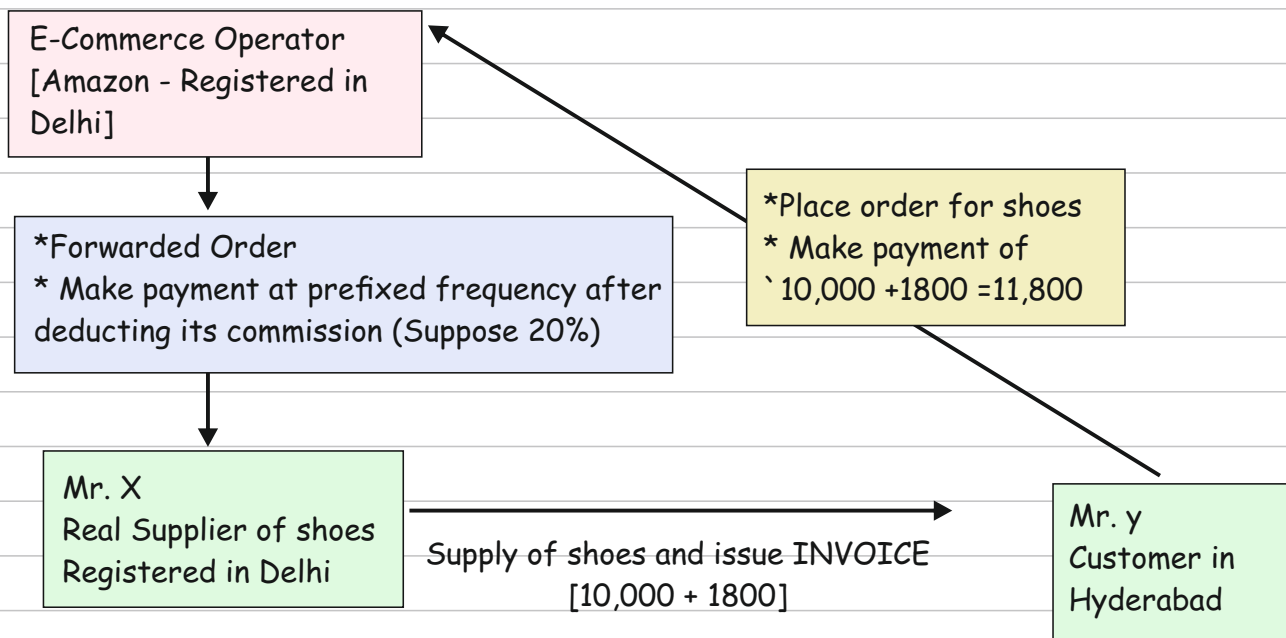 E-Commerce Operator
[Amazon - Registered in
Delhi]
*Place order for shoes
* Make payment of
` 10,000 +1800 =11,800
*Forwarded Order
* Make payment at prefixed frequency after
deducting its commission (Suppose 20%)
Mr. X
Real Supplier of shoes
Registered in Delhi
Supply of shoes and issue INVOICE
[10,000 + 1800]
Mr. y
Customer in
Hyderabad